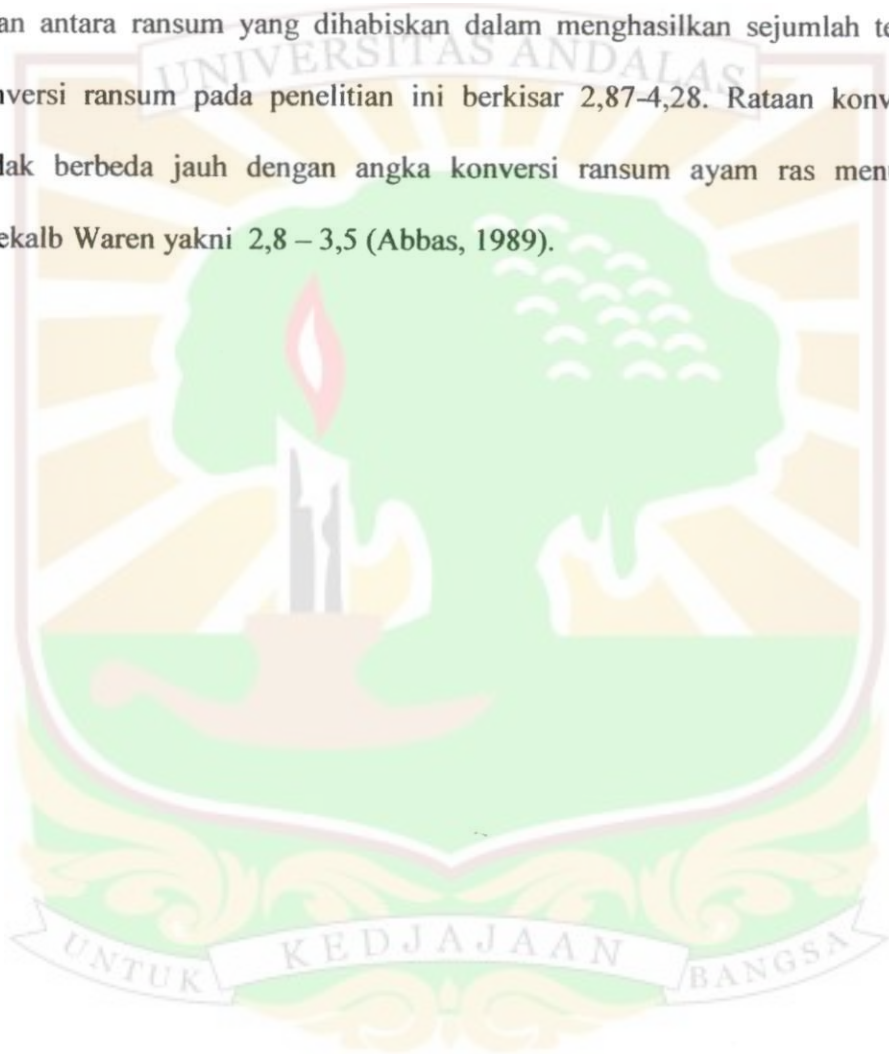 an antara ransum yang dihabiskan dalam menghasilkan sejumlah te
UNIVERSITAS ANDALAS
nversi ransum pada penelitian ini berkisar 2,87-4,28. Rataan konv
lak berbeda jauh dengan angka konversi ransum ayam ras men
ekalb Waren yakni 2,8 – 3,5 (Abbas, 1989).
UNTUK KEDJAJAAN BANGSA